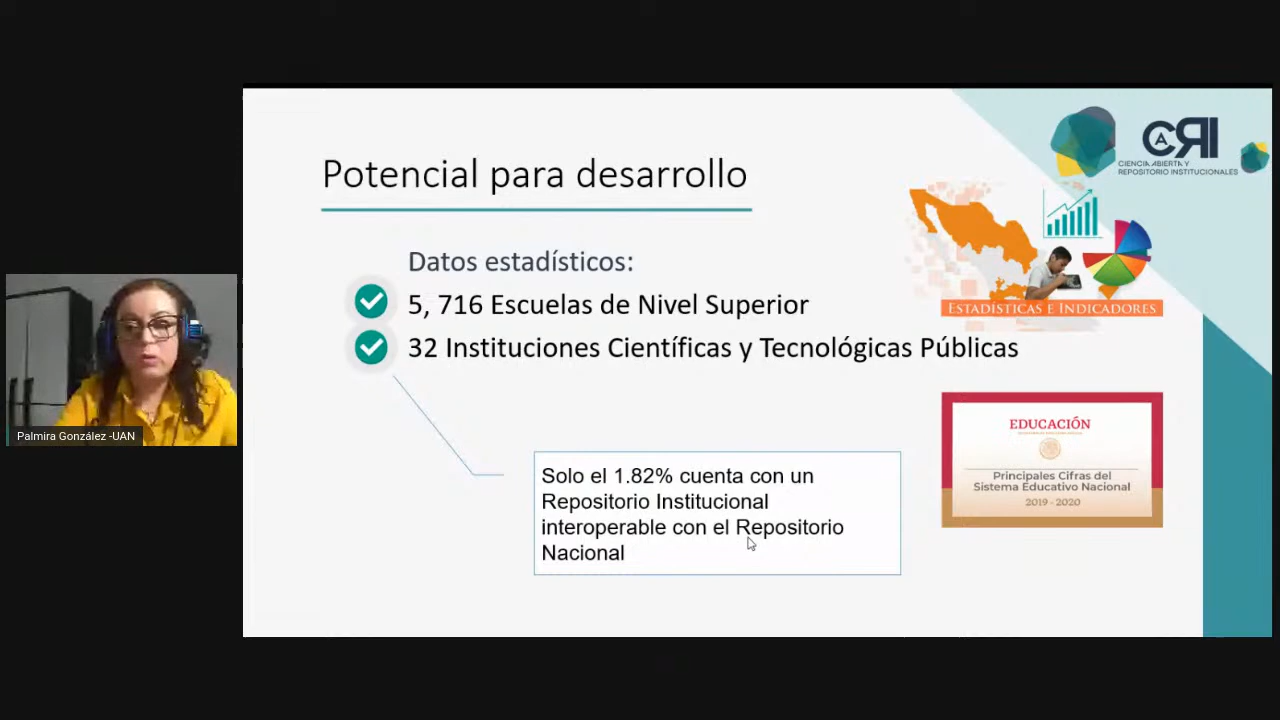 Potencial para desarrollo
Datos estadísticos:
5, 716 Escuelas de Nivel Superior
32 Instituciones Científicas y Tecnológicas Públicas
Solo el 1.82% cuenta con un
Repositorio Institucional
interoperable con el Repositorio
Nacional
CARI
CIENCIA ABIERTA Y
REPOSITORIO INSTITUCIONALES
ESTADÍSTICAS E INDICADORES
EDUCACIÓN
Principales Cifras del
Sistema Educativo Nacional
2019 - 2020
Palmira González -UAN